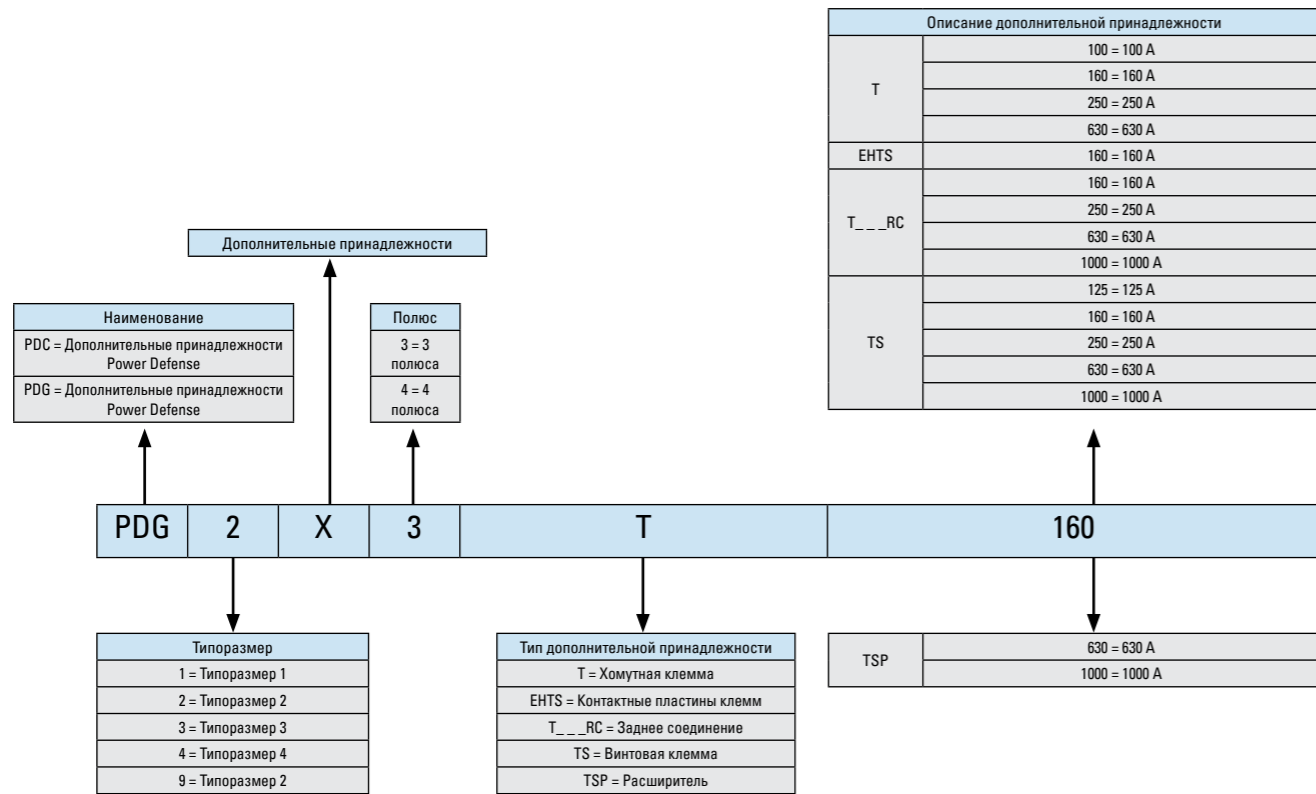 Описание дополнительной принадлежности
T
100 = 100 A
160 = 160 A
250 = 250 A
630 = 630 A
EHTS
160 = 160 A
T_ _ _RC
160 = 160 A
250 = 250 A
630 = 630 A
1000 = 1000 A
TS
125 = 125 A
160 = 160 A
250 = 250 A
630 = 630 A
1000 = 1000 A
Дополнительные принадлежности
Наименование
PDC = Дополнительные принадлежности
Power Defense
PDG = Дополнительные принадлежности
Power Defense
Полюс
3 = 3
полюса
4 = 4
полюса
PDG 2 X 3 T 160
Типоразмер
1 = Типоразмер 1
2 = Типоразмер 2
3 = Типоразмер 3
4 = Типоразмер 4
9 = Типоразмер 2
Тип дополнительной принадлежности
T = Хомутная клемма
EHTS = Контактные пластины клемм
T_ _ _RC = Заднее соединение
TS = Винтовая клемма
TSP = Расширитель
TSP
630 = 630 A
1000 = 1000 A